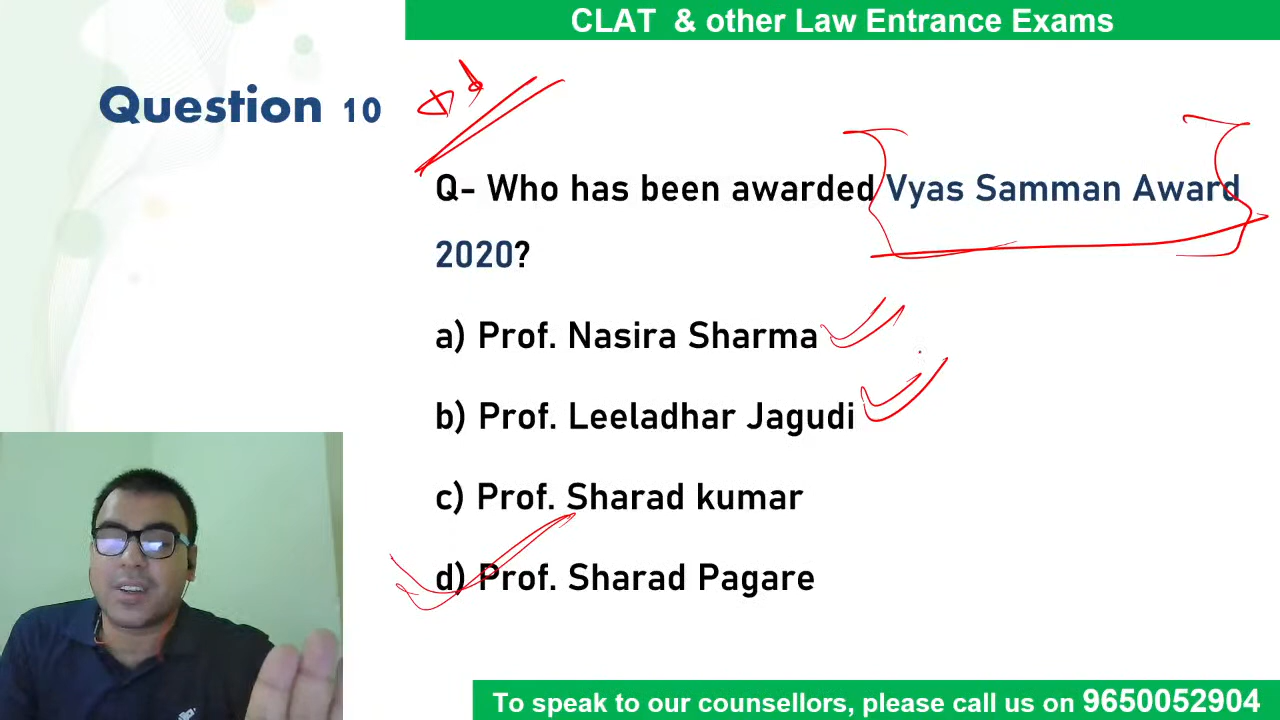 CLAT & other Law Entrance Exams
Question 10
Q- Who has been awarded Vyas Samman Award
2020?
a) Prof. Nasira Sharma
b) Prof. Leeladhar Jagudi
c) Prof. Sharad kumar
d) Prof. Sharad Pagare
To speak to our counsellors, please call us on 9650052904